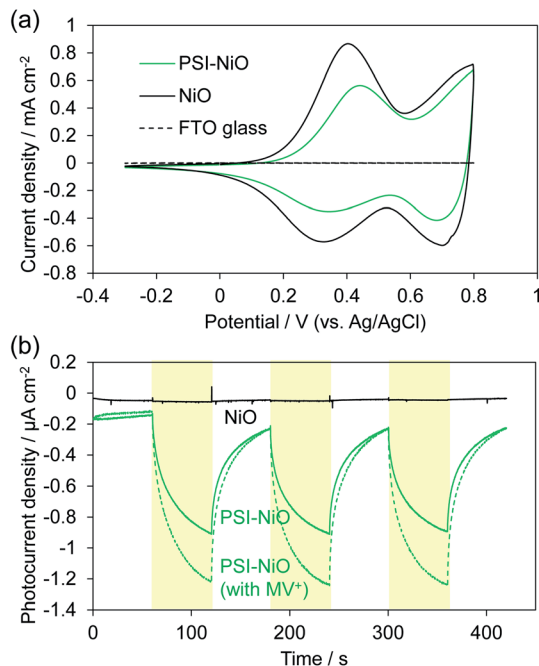 (a)
1
0.8
0.6
0.4
0.2
0
-0.2
-0.4
-0.6
-0.8
Current density / mA cm-2
PSI-NiO
NiO
FTO glass
-0.4
-0.2
0
0.2
0.4
0.6
0.8
1
Potential / V (vs. Ag/AgCl)
(b)
0.2
0
-0.2
-0.4
-0.6
-0.8
-1
-1.2
-1.4
Photocurrent density / µA cm-2
NiO
PSI-NiO
PSI-NiO
(with MV+)
0
100
200
300
400
Time / s